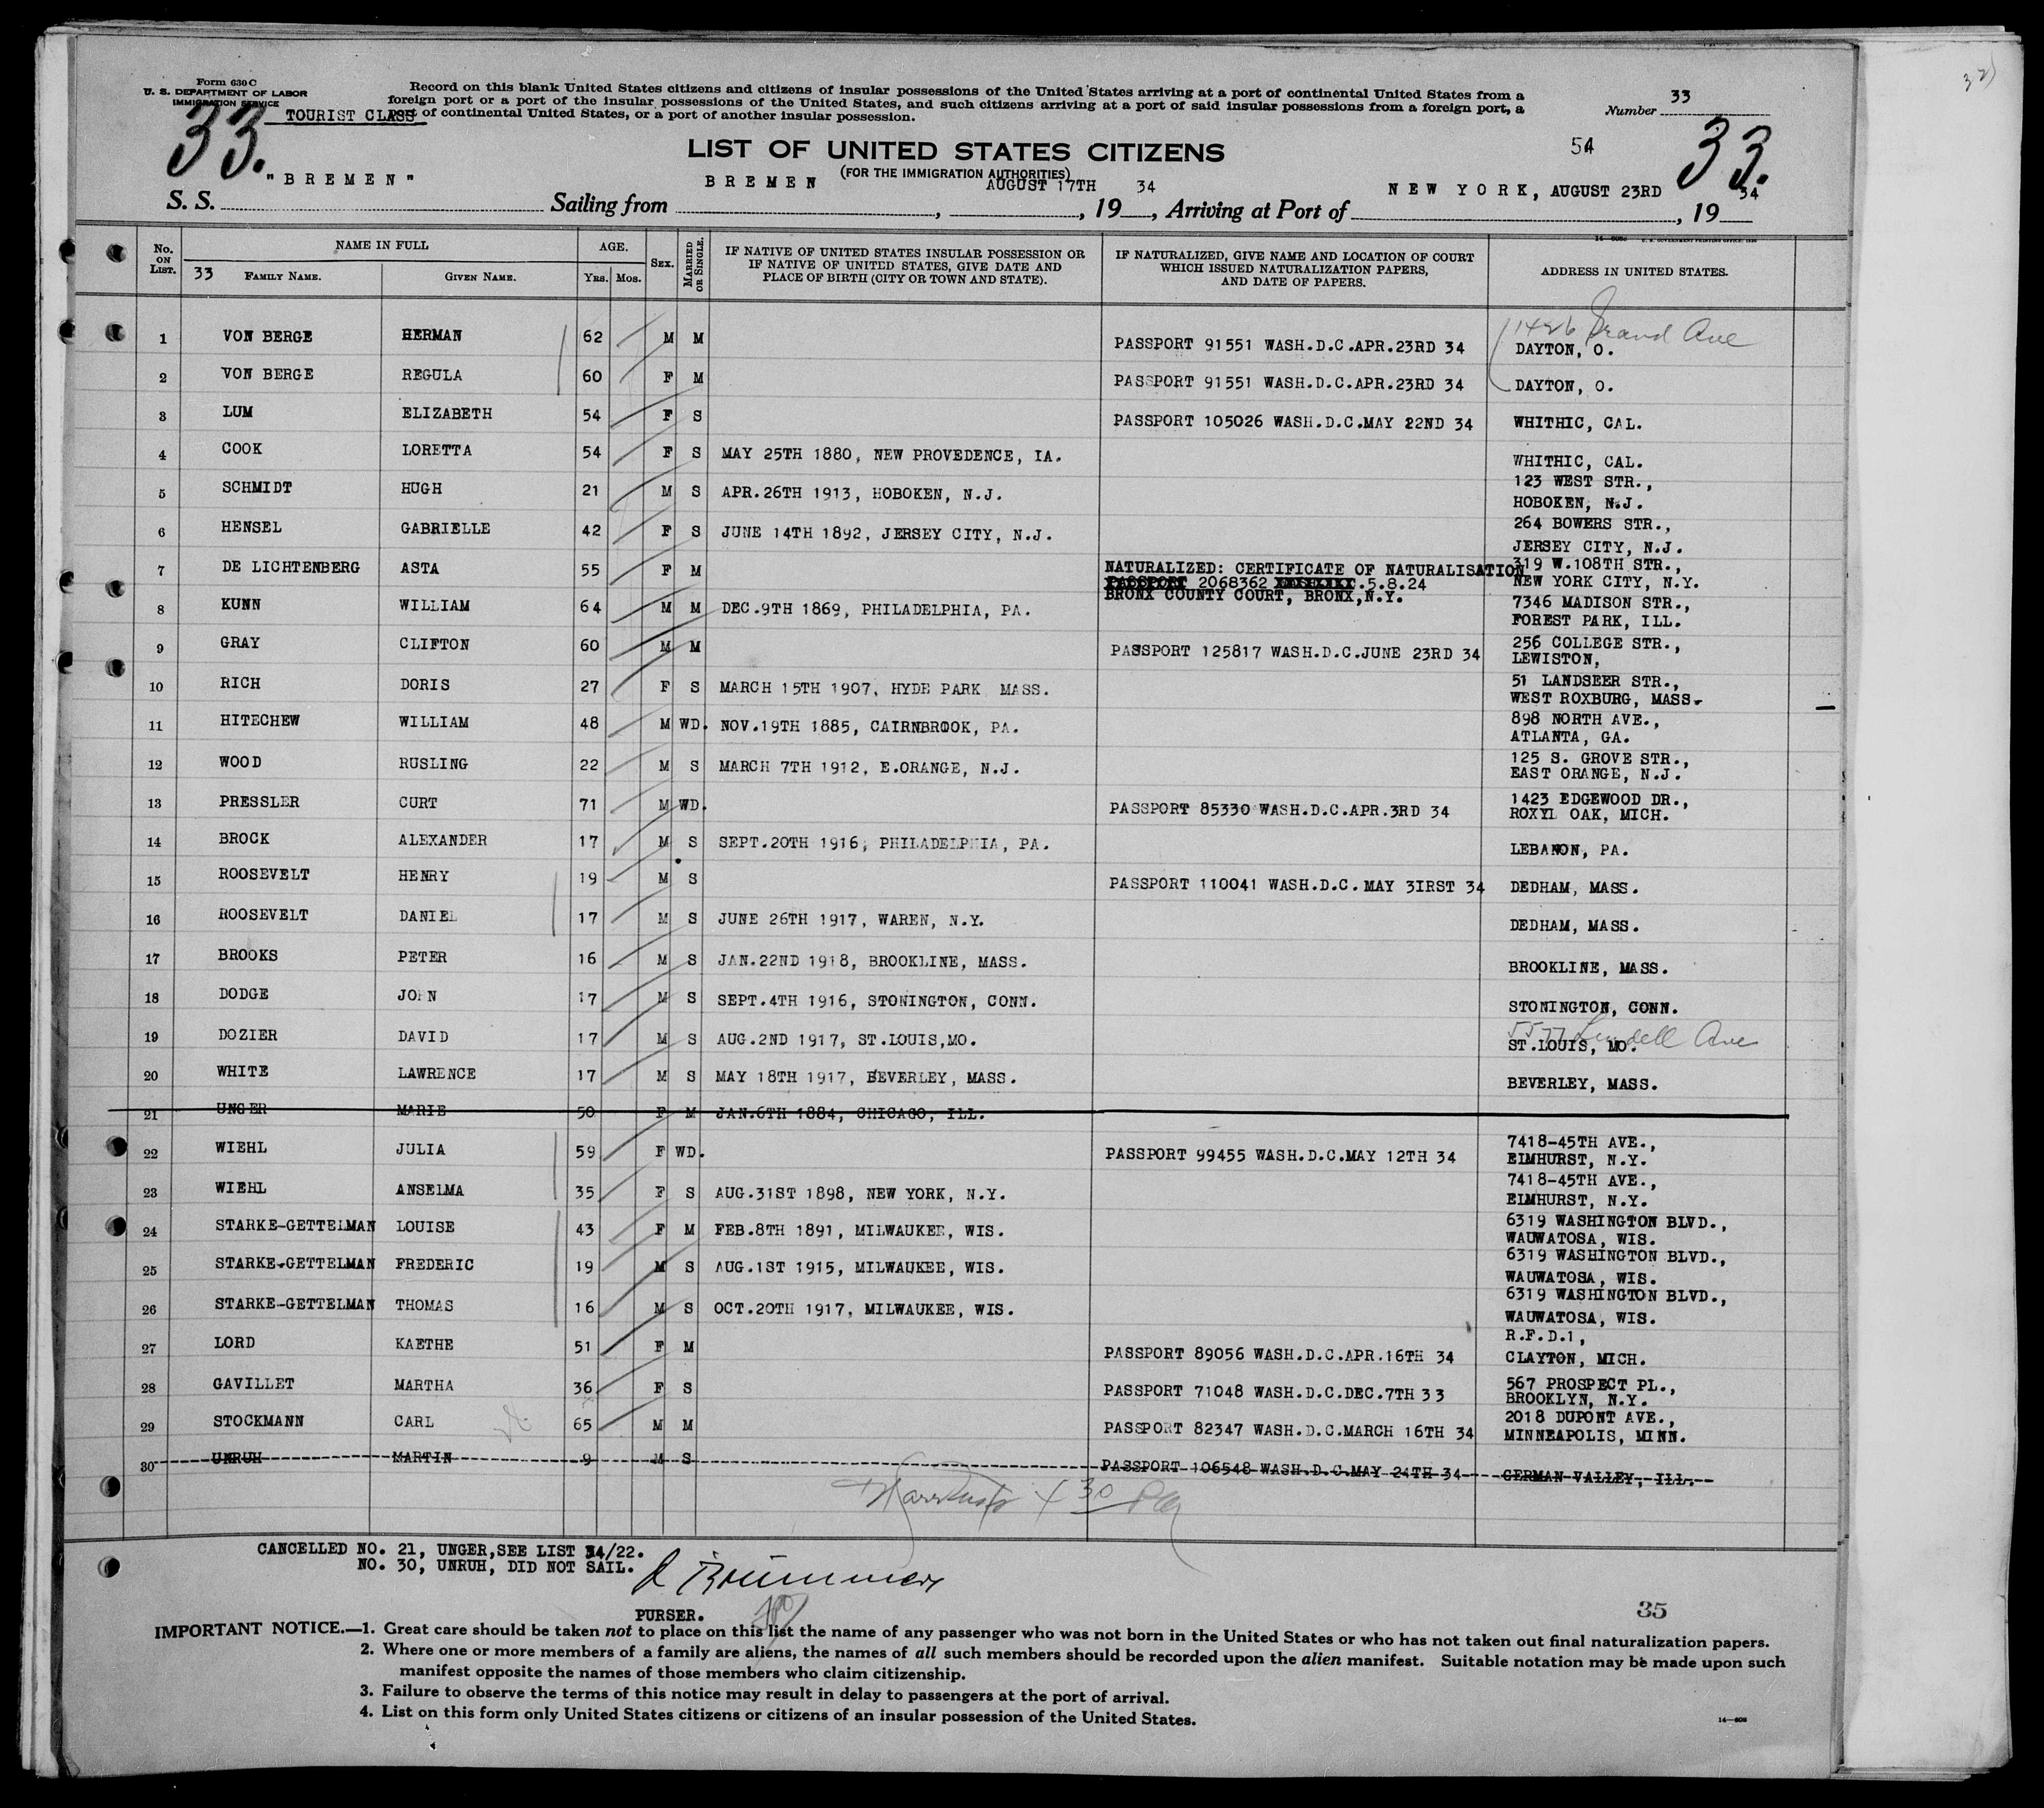 32)
Form 630 C
U. S. DEPARTMENT OF LABOR
IMMIGRATION SERVICE
Record on this blank United States citizens and citizens of insular possessions of the United States arriving at a port of continental United States from a
foreign port or a port of the insular possessions of the United States, and such citizens arriving at a port of said insular possessions from a foreign port, a
port of continental United States, or a port of another insular possession.
33.
TOURIST CLASS
Number 33
LIST OF UNITED STATES CITIZENS
(FOR THE IMMIGRATION AUTHORITIES)
54
33.
S. S. "BREMEN" Sailing from BREMEN, AUGUST 17TH, 1934, Arriving at Port of NEW YORK, AUGUST 23RD, 1934
No. ON LIST. NAME IN FULL AGE. SEX. MARRIED OR SINGLE. IF NATIVE OF UNITED STATES INSULAR POSSESSION OR IF NATIVE OF UNITED STATES, GIVE DATE AND PLACE OF BIRTH (CITY OR TOWN AND STATE). IF NATURALIZED, GIVE NAME AND LOCATION OF COURT WHICH ISSUED NATURALIZATION PAPERS, AND DATE OF PAPERS. ADDRESS IN UNITED STATES.
33 FAMILY NAME. GIVEN NAME. YRS. MOS.
1 VON BERGE HERMAN 62 M M PASSPORT 91551 WASH.D.C.APR.23RD 34 1426 Grand Ave DAYTON, O.
2 VON BERGE REGULA 60 F M PASSPORT 91551 WASH.D.C.APR.23RD 34 DAYTON, O.
3 LUM ELIZABETH 54 F S PASSPORT 105026 WASH.D.C.MAY 22ND 34 WHITHIC, CAL.
4 COOK LORETTA 54 F S MAY 25TH 1880, NEW PROVEDENCE, IA. WHITHIC, CAL.
5 SCHMIDT HUGH 21 M S APR.26TH 1913, HOBOKEN, N.J. 123 WEST STR., HOBOKEN, N.J.
6 HENSEL GABRIELLE 42 F S JUNE 14TH 1892, JERSEY CITY, N.J. 264 BOWERS STR., JERSEY CITY, N.J.
7 DE LICHTENBERG ASTA 55 F M NATURALIZED: CERTIFICATE OF NATURALISATION PASSPORT 2068362 .5.8.24 BRONX COUNTY COURT, BRONX,N.Y. 319 W.108TH STR., NEW YORK CITY, N.Y.
8 KUNN WILLIAM 64 M M DEC.9TH 1869, PHILADELPHIA, PA. 7346 MADISON STR., FOREST PARK, ILL.
9 GRAY CLIFTON 60 M M PASSPORT 125817 WASH.D.C.JUNE 23RD 34 256 COLLEGE STR., LEWISTON,
10 RICH DORIS 27 F S MARCH 15TH 1907, HYDE PARK MASS. 51 LANDSEER STR., WEST ROXBURG, MASS.
11 HITECHEW WILLIAM 48 M WD. NOV.19TH 1885, CAIRNBROOK, PA. 898 NORTH AVE., ATLANTA, GA.
12 WOOD RUSLING 22 M S MARCH 7TH 1912, E.ORANGE, N.J. 125 S. GROVE STR., EAST ORANGE, N.J.
13 PRESSLER CURT 71 M WD. PASSPORT 85330 WASH.D.C.APR.3RD 34 1423 EDGEWOOD DR., ROXYL OAK, MICH.
14 BROCK ALEXANDER 17 M S SEPT.20TH 1916, PHILADELPHIA, PA. LEBANON, PA.
15 ROOSEVELT HENRY 19 M S PASSPORT 110041 WASH.D.C. MAY 3IRST 34 DEDHAM, MASS.
16 ROOSEVELT DANIEL 17 M S JUNE 26TH 1917, WAREN, N.Y. DEDHAM, MASS.
17 BROOKS PETER 16 M S JAN.22ND 1918, BROOKLINE, MASS. BROOKLINE, MASS.
18 DODGE JOHN 17 M S SEPT.4TH 1916, STONINGTON, CONN. STONINGTON, CONN.
19 DOZIER DAVID 17 M S AUG.2ND 1917, ST.LOUIS,MO. 5577 Lindell Ave ST.LOUIS, MO.
20 WHITE LAWRENCE 17 M S MAY 18TH 1917, BEVERLEY, MASS. BEVERLEY, MASS.
21 UNGER MARIE 50 F M JAN.6TH 1884, CHICAGO, ILL.
22 WIEHL JULIA 59 F WD. PASSPORT 99455 WASH.D.C.MAY 12TH 34 7418-45TH AVE., ElMHURST, N.Y.
23 WIEHL ANSELMA 35 F S AUG.31ST 1898, NEW YORK, N.Y. 7418-45TH AVE., ElMHURST, N.Y.
24 STARKE-GETTELMAN LOUISE 43 F M FEB.8TH 1891, MILWAUKEE, WIS. 6319 WASHINGTON BLVD., WAUWATOSA, WIS.
25 STARKE-GETTELMAN FREDERIC 19 M S AUG.1ST 1915, MILWAUKEE, WIS. 6319 WASHINGTON BLVD., WAUWATOSA, WIS.
26 STARKE-GETTELMAN THOMAS 16 M S OCT.20TH 1917, MILWAUKEE, WIS. 6319 WASHINGTON BLVD., WAUWATOSA, WIS.
27 LORD KAETHE 51 F M PASSPORT 89056 WASH.D.C.APR.16TH 34 R.F.D.1, CLAYTON, MICH.
28 GAVILLET MARTHA 36 F S PASSPORT 71048 WASH.D.C.DEC.7TH 33 567 PROSPECT PL., BROOKLYN, N.Y.
29 STOCKMANN CARL 65 M M PASSPORT 82347 WASH.D.C.MARCH 16TH 34 2018 DUPONT AVE., MINNEAPOLIS, MINN.
30 UNRUH MARTIN 9 M S PASSPORT 106548 WASH.D.C.MAY 24TH 34 GERMAN VALLEY, ILL.
30
CANCELLED NO. 21, UNGER,SEE LIST 34/22.
NO. 30, UNRUH, DID NOT SAIL.
PURSER.
35
IMPORTANT NOTICE.—1. Great care should be taken not to place on this list the name of any passenger who was not born in the United States or who has not taken out final naturalization papers.
2. Where one or more members of a family are aliens, the names of all such members should be recorded upon the alien manifest. Suitable notation may be made upon such
manifest opposite the names of those members who claim citizenship.
3. Failure to observe the terms of this notice may result in delay to passengers at the port of arrival.
4. List on this form only United States citizens or citizens of an insular possession of the United States.